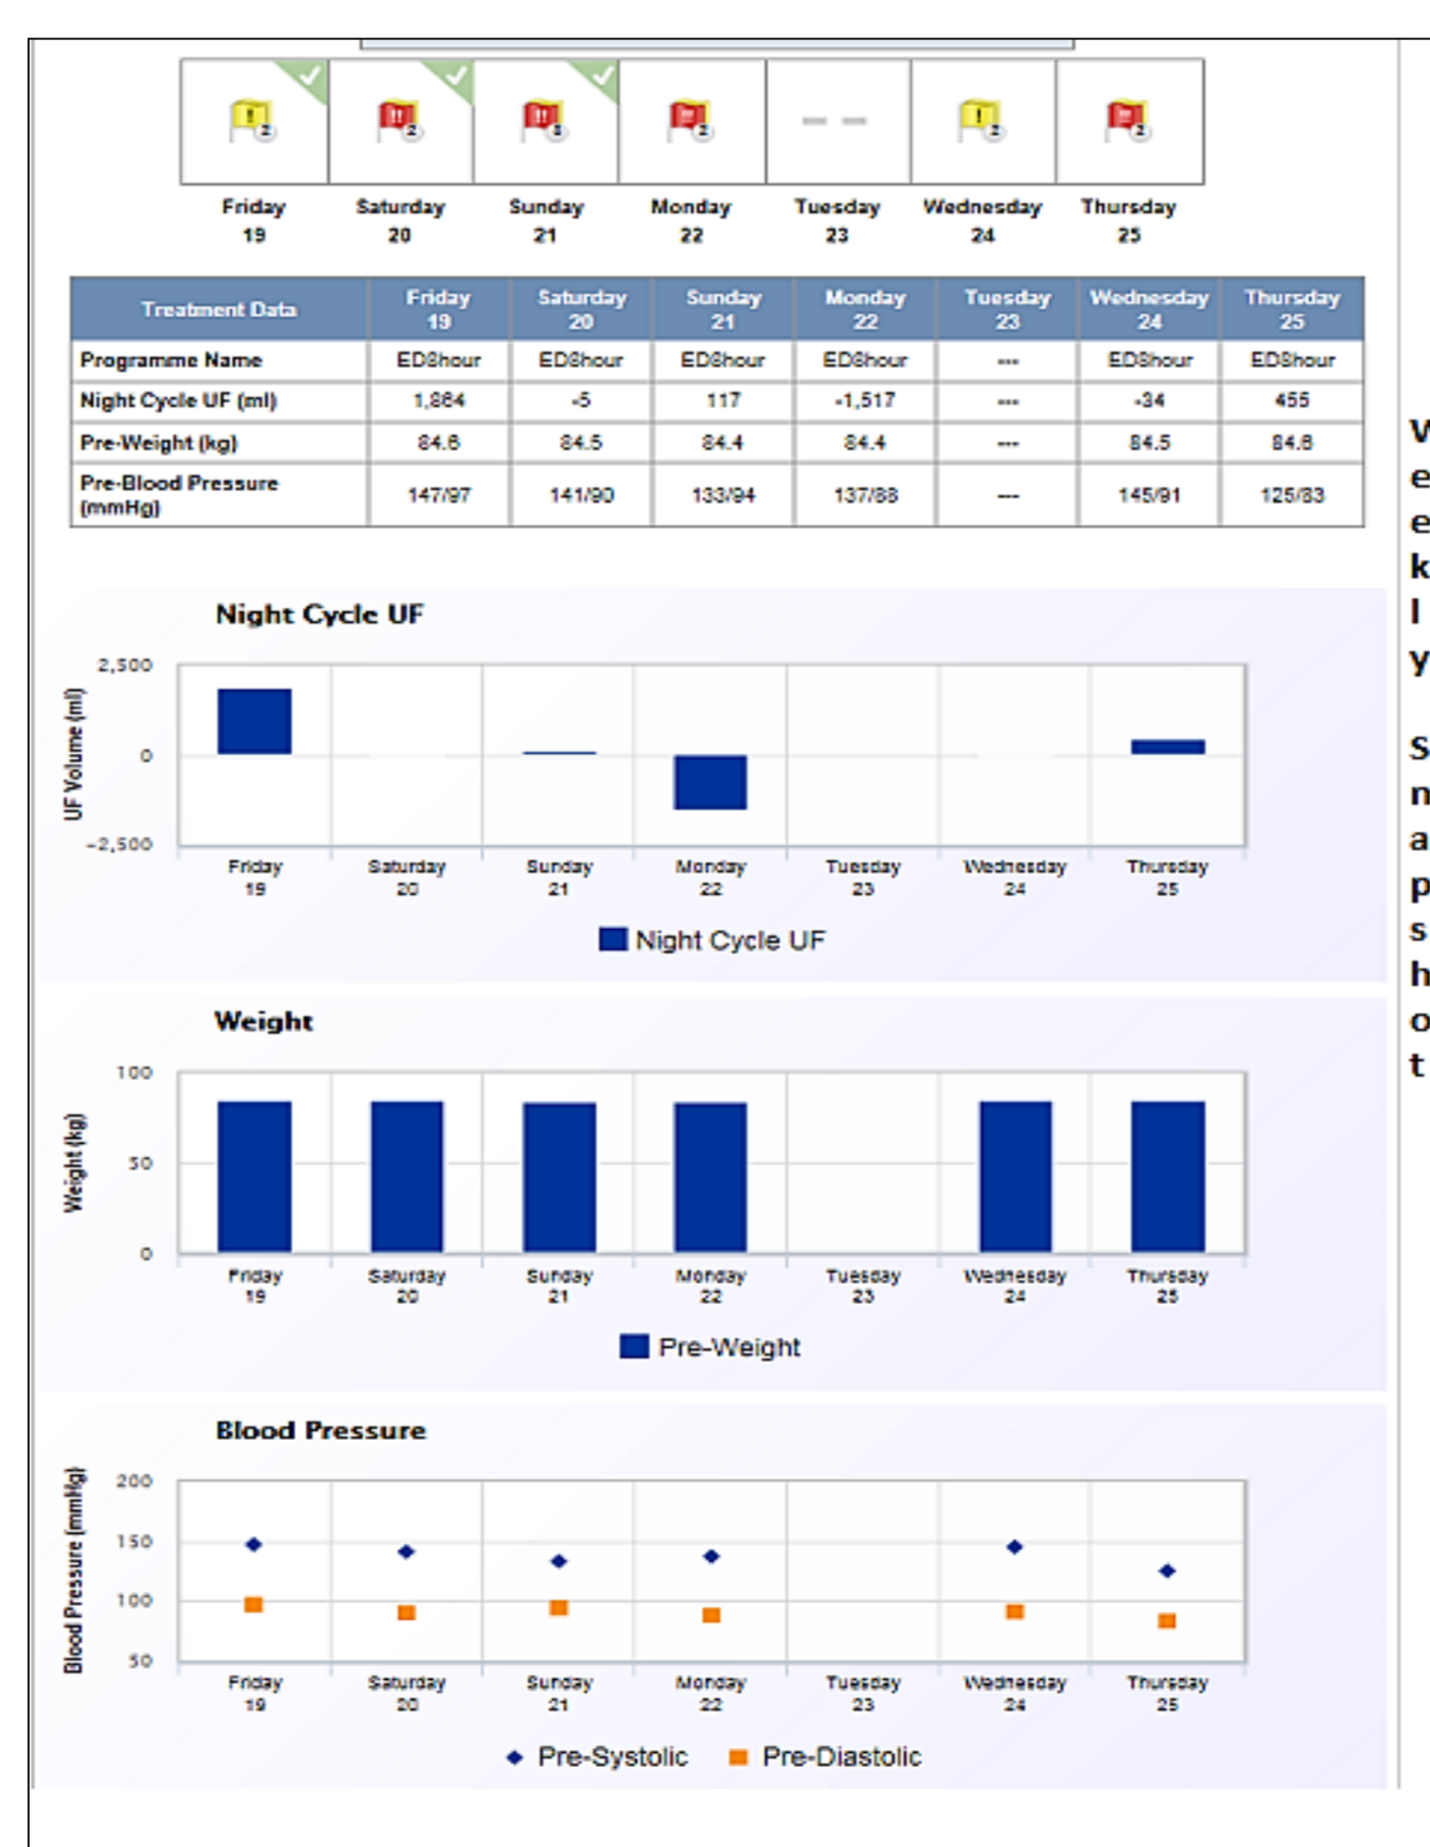 Friday Saturday Sunday Monday Tuesday Wednesday Thursday
19 20 21 22 23 24 25
Treatment Data Friday 19 Saturday 20 Sunday 21 Monday 22 Tuesday 23 Wednesday 24 Thursday 25
Programme Name ED8hour ED8hour ED8hour ED8hour --- ED8hour ED8hour
Night Cycle UF (ml) 1,864 -5 117 -1,517 --- -34 455
Pre-Weight (kg) 84.6 84.5 84.4 84.4 --- 84.5 84.6
Pre-Blood Pressure (mmHg) 147/97 141/90 133/94 137/88 --- 145/91 125/83
Night Cycle UF
UF Volume (ml)
2,500
0
-2,500
Friday Saturday Sunday Monday Tuesday Wednesday Thursday
19 20 21 22 23 24 25
Night Cycle UF
Weight
Weight (kg)
100
50
0
Friday Saturday Sunday Monday Tuesday Wednesday Thursday
19 20 21 22 23 24 25
Pre-Weight
Blood Pressure
Blood Pressure (mmHg)
200
150
100
50
Friday Saturday Sunday Monday Tuesday Wednesday Thursday
19 20 21 22 23 24 25
Pre-Systolic Pre-Diastolic
Weekly Snapshot